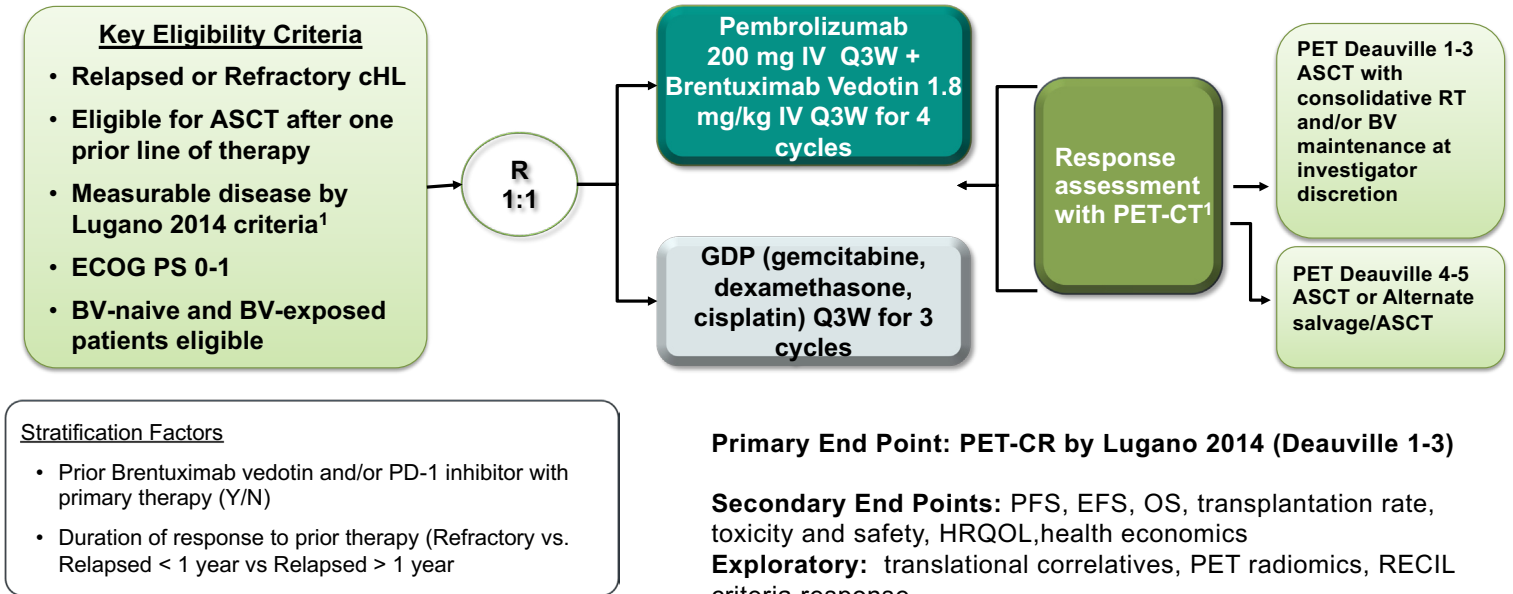 Key Eligibility Criteria
• Relapsed or Refractory cHL
• Eligible for ASCT after one
prior line of therapy
• Measurable disease by
Lugano 2014 criteria1
• ECOG PS 0-1
• BV-naive and BV-exposed
patients eligible
R
1:1
Pembrolizumab
200 mg IV Q3W +
Brentuximab Vedotin 1.8
mg/kg IV Q3W for 4
cycles
GDP (gemcitabine,
dexamethasone,
cisplatin) Q3W for 3
cycles
Response
assessment
with PET-CT1
PET Deauville 1-3
ASCT with
consolidative RT
and/or BV
maintenance at
investigator
discretion
PET Deauville 4-5
ASCT or Alternate
salvage/ASCT
Stratification Factors
• Prior Brentuximab vedotin and/or PD-1 inhibitor with
primary therapy (Y/N)
• Duration of response to prior therapy (Refractory vs.
Relapsed < 1 year vs Relapsed > 1 year
Primary End Point: PET-CR by Lugano 2014 (Deauville 1-3)
Secondary End Points: PFS, EFS, OS, transplantation rate,
toxicity and safety, HRQOL,health economics
Exploratory: translational correlatives, PET radiomics, RECIL
criteria response